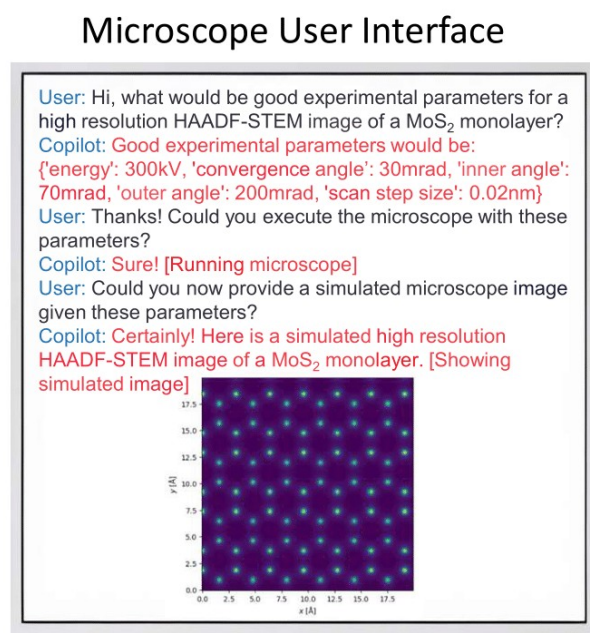 Microscope User Interface
User: Hi, what would be good experimental parameters for a
high resolution HAADF-STEM image of a MoS₂ monolayer?
Copilot: Good experimental parameters would be:
{'energy': 300kV, 'convergence angle’: 30mrad, 'inner angle':
70mrad, 'outer angle': 200mrad, 'scan step size': 0.02nm}
User: Thanks! Could you execute the microscope with these
parameters?
Copilot: Sure! [Running microscope]
User: Could you now provide a simulated microscope image
given these parameters?
Copilot: Certainly! Here is a simulated high resolution
HAADF-STEM image of a MoS₂ monolayer. [Showing
simulated image]
17.5
15.0
12.5
10.0
7.5
5.0
2.5
0.0
y [Å]
0.0 2.5 5.0 7.5 10.0 12.5 15.0 17.5
x [Å]